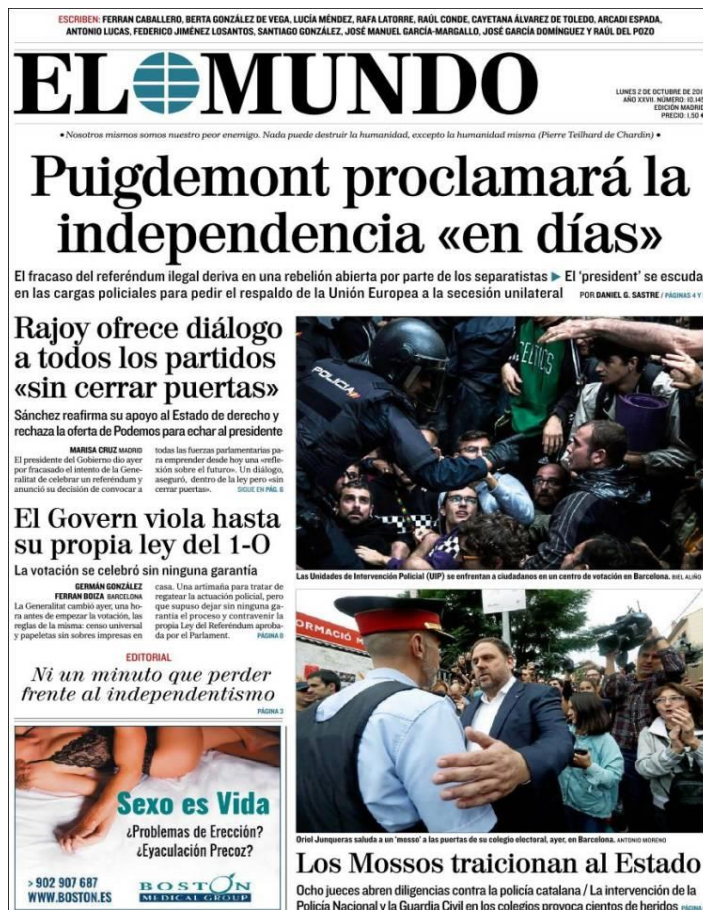 ESCRIBEN: FERRAN CABALLERO, BERTA GONZÁLEZ DE VEGA, LUCÍA MÉNDEZ, RAFA LATORRE, RAÚL CONDE, CAYETANA ÁLVAREZ DE TOLEDO, ARCADI ESPADA,
ANTONIO LUCAS, FEDERICO JIMÉNEZ LOSANTOS, SANTIAGO GONZÁLEZ, JOSÉ MANUEL GARCÍA-MARGALLO, JOSÉ GARCÍA DOMÍNGUEZ Y RAÚL DEL POZO
EL MUNDO
LUNES 2 DE OCTUBRE DE 201
AÑO XXVII. NÚMERO: 10.145
EDICIÓN MADRID
PRECIO: 1,50 €
• Nosotros mismos somos nuestro peor enemigo. Nada puede destruir la humanidad, excepto la humanidad misma (Pierre Teilhard de Chardin) •
Puigdemont proclamará la
independencia «en días»
El fracaso del referéndum ilegal deriva en una rebelión abierta por parte de los separatistas ▶ El 'president' se escuda
en las cargas policiales para pedir el respaldo de la Unión Europea a la secesión unilateral POR DANIEL G. SASTRE / PÁGINAS 4 Y
Rajoy ofrece diálogo
a todos los partidos
«sin cerrar puertas»
Sánchez reafirma su apoyo al Estado de derecho y
rechaza la oferta de Podemos para echar al presidente
MARISA CRUZ MADRID
El presidente del Gobierno dio ayer
por fracasado el intento de la Gene-
ralitat de celebrar un referéndum y
anunció su decisión de convocar a
todas las fuerzas parlamentarias pa-
ra emprender desde hoy una «refle-
xión sobre el futuro». Un diálogo,
aseguró, dentro de la ley pero «sin
cerrar puertas». SIGUE EN PÁG. 6
El Govern viola hasta
su propia ley del 1-O
La votación se celebró sin ninguna garantía
GERMÁN GONZÁLEZ
FERRAN BOIZA BARCELONA
La Generalitat cambió ayer, una ho-
ra antes de empezar la votación, las
reglas de la misma: censo universal
y papeletas sin sobres impresas en
casa. Una artimaña para tratar de
regatear la actuación policial, pero
que supuso dejar sin ninguna ga-
rantía el proceso y contravenir la
propia Ley del Referéndum aproba-
da por el Parlament. PÁGINA 8
EDITORIAL
Ni un minuto que perder
frente al independentismo
PÁGINA 3
Sexo es Vida
¿Problemas de Erección?
¿Eyaculación Precoz?
> 902 907 687
WWW.BOSTON.ES
BOSTON
MEDICAL GROUP
POLICÍA
CELTICS
Las Unidades de Intervención Policial (UIP) se enfrentan a ciudadanos en un centro de votación en Barcelona. BIEL ALIÑO
ORMACIÓ M
Oriol Junqueras saluda a un 'mosso' a las puertas de su colegio electoral, ayer, en Barcelona. ANTONIO MORENO
Los Mossos traicionan al Estado
Ocho jueces abren diligencias contra la policía catalana / La intervención de la
Policía Nacional y la Guardia Civil en los colegios provoca cientos de heridos PÁGINA